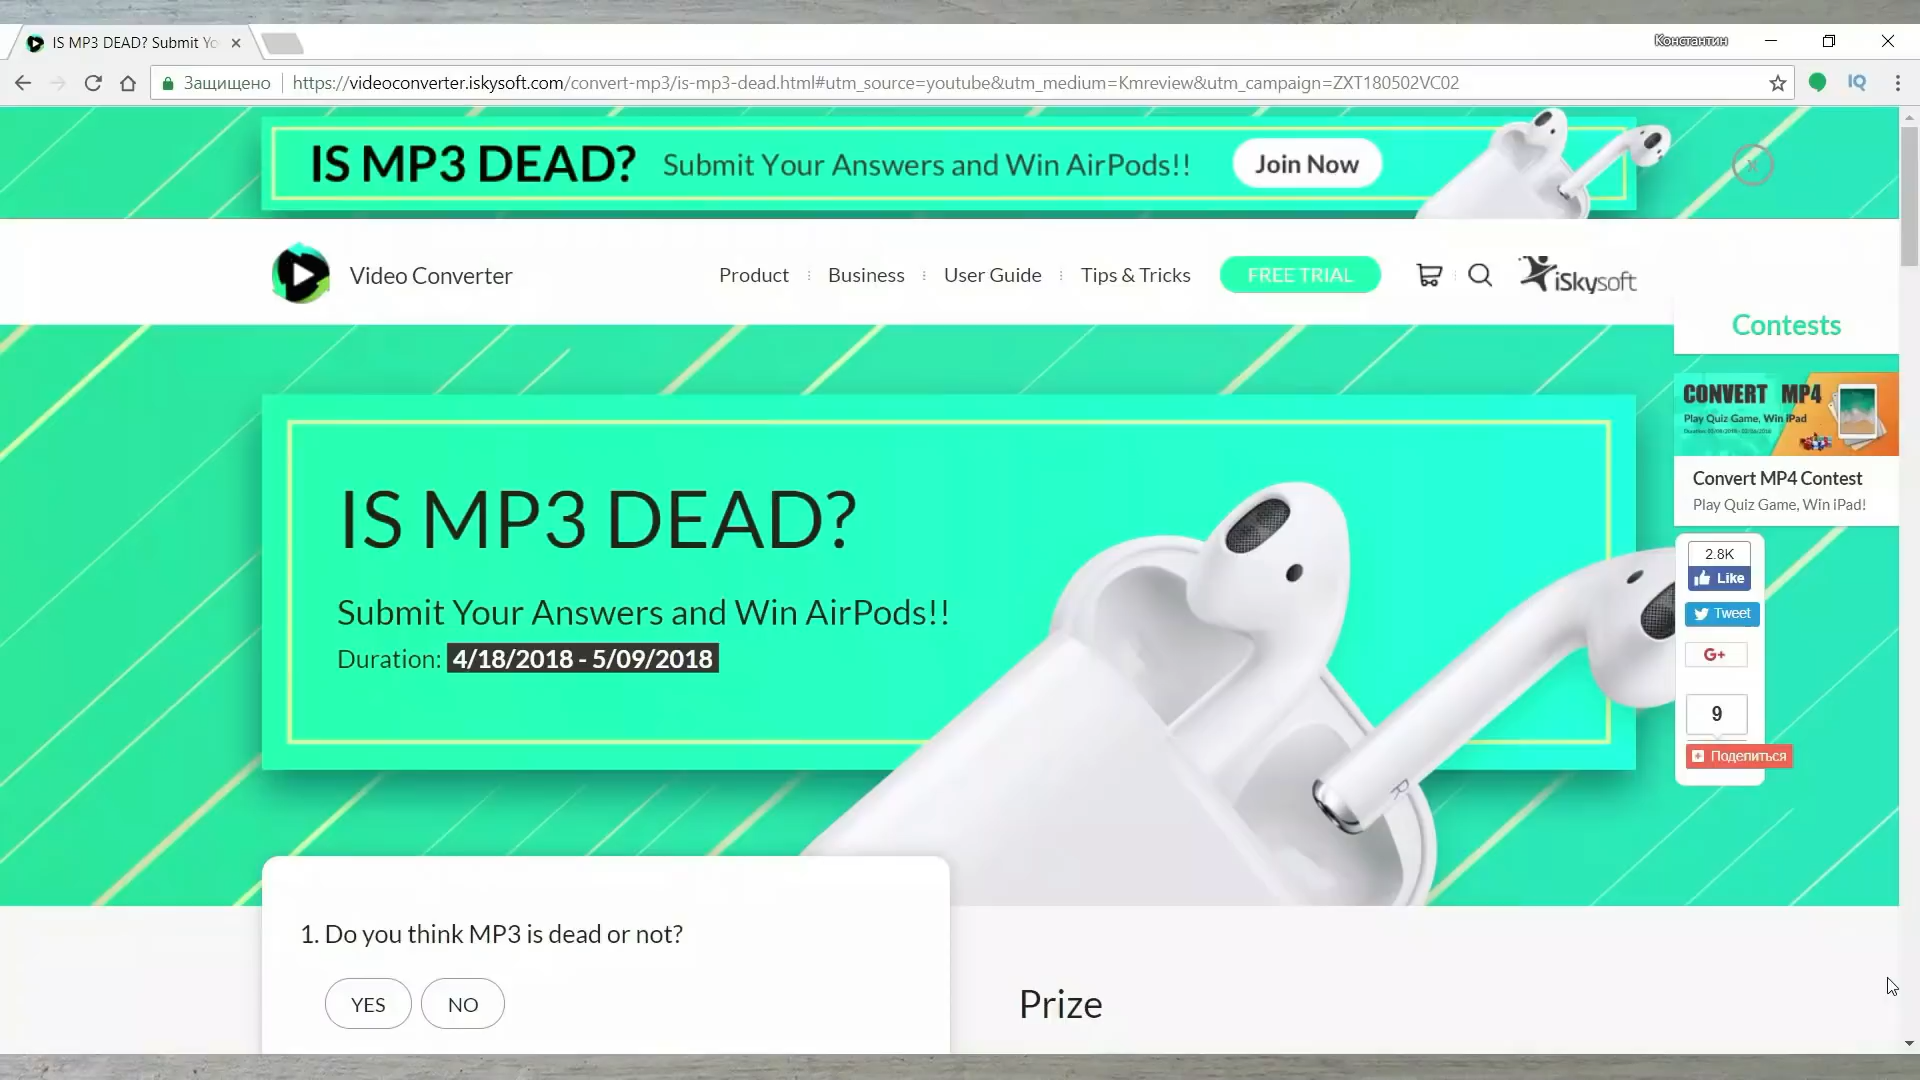 IS MP3 DEAD? Submit Yo
Константин
Защищено
https://videoconverter.iskysoft.com/convert-mp3/is-mp3-dead.html#utm_source=youtube&utm_medium=Kmreview&utm_campaign=ZXT180502VC02
IQ
IS MP3 DEAD? Submit Your Answers and Win AirPods!! Join Now
Video Converter
Product
Business
User Guide
Tips & Tricks
FREE TRIAL
iSkysoft
Contests
CONVERT MP4
Play Quiz Game, Win iPad
Convert MP4 Contest
Play Quiz Game, Win iPad!
IS MP3 DEAD?
Submit Your Answers and Win AirPods!!
Duration: 4/18/2018 - 5/09/2018
R
2.8K
Like
Tweet
G+
9
Поделиться
1. Do you think MP3 is dead or not?
YES
NO
Prize